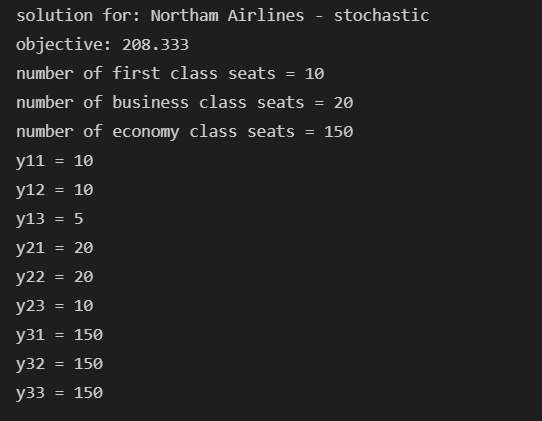 solution for: Northam Airlines - stochastic
objective: 208.333
number of first class seats = 10
number of business class seats = 20
number of economy class seats = 150
y11 = 10
y12 = 10
y13 = 5
y21 = 20
y22 = 20
y23 = 10
y31 = 150
y32 = 150
y33 = 150